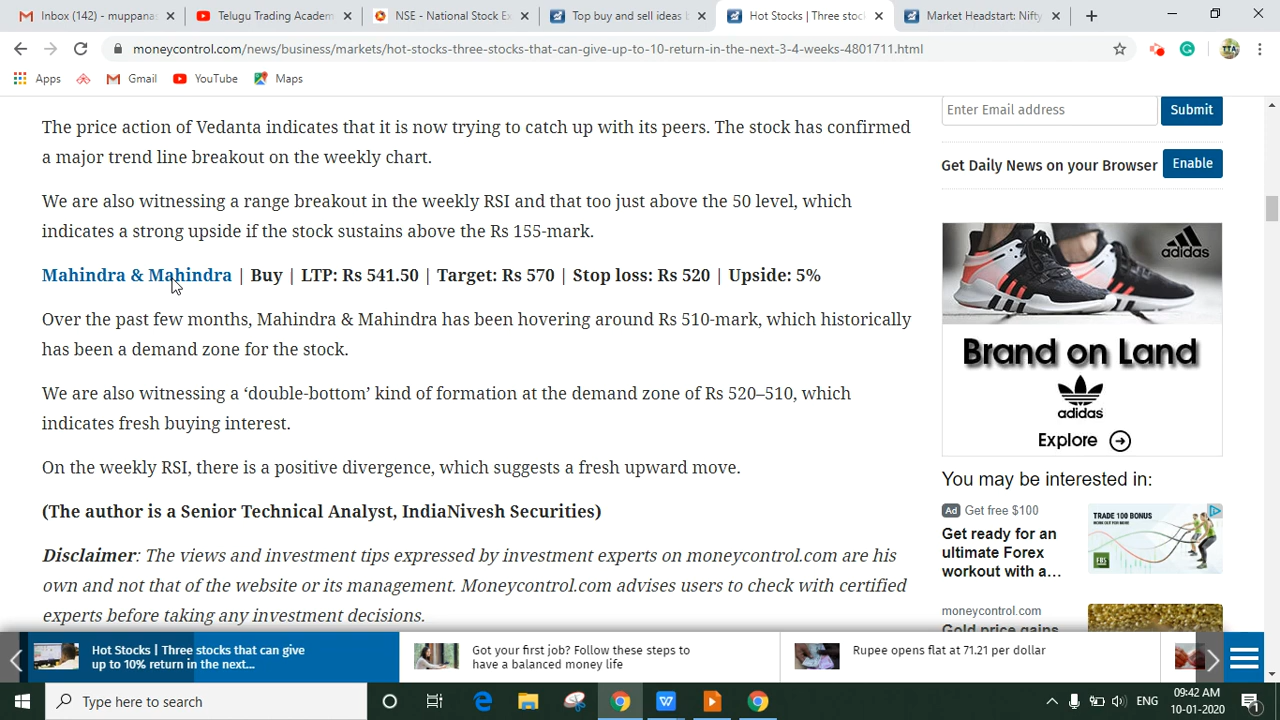 Inbox (142) - muppanas
Telugu Trading Academ
NSE - National Stock Ex
Top buy and sell ideas b
Hot Stocks | Three stoc
Market Headstart: Nifty
moneycontrol.com/news/business/markets/hot-stocks-three-stocks-that-can-give-up-to-10-return-in-the-next-3-4-weeks-4801711.html
Apps
Gmail
YouTube
Maps
The price action of Vedanta indicates that it is now trying to catch up with its peers. The stock has confirmed
a major trend line breakout on the weekly chart.
We are also witnessing a range breakout in the weekly RSI and that too just above the 50 level, which
indicates a strong upside if the stock sustains above the Rs 155-mark.
Mahindra & Mahindra | Buy | LTP: Rs 541.50 | Target: Rs 570 | Stop loss: Rs 520 | Upside: 5%
Over the past few months, Mahindra & Mahindra has been hovering around Rs 510-mark, which historically
has been a demand zone for the stock.
We are also witnessing a ‘double-bottom’ kind of formation at the demand zone of Rs 520–510, which
indicates fresh buying interest.
On the weekly RSI, there is a positive divergence, which suggests a fresh upward move.
(The author is a Senior Technical Analyst, IndiaNivesh Securities)
Disclaimer: The views and investment tips expressed by investment experts on moneycontrol.com are his
own and not that of the website or its management. Moneycontrol.com advises users to check with certified
experts before taking any investment decisions.
Enter Email address
Submit
Get Daily News on your Browser
Enable
adidas
Brand on Land
adidas
Explore
You may be interested in:
Ad Get free $100
Get ready for an
ultimate Forex
workout with a...
TRADE 100 BONUS
FBS
moneycontrol.com
Gold price gains
Hot Stocks | Three stocks that can give
up to 10% return in the next...
Got your first job? Follow these steps to
have a balanced money life
Rupee opens flat at 71.21 per dollar
Type here to search
ENG
09:42 AM
10-01-2020
1